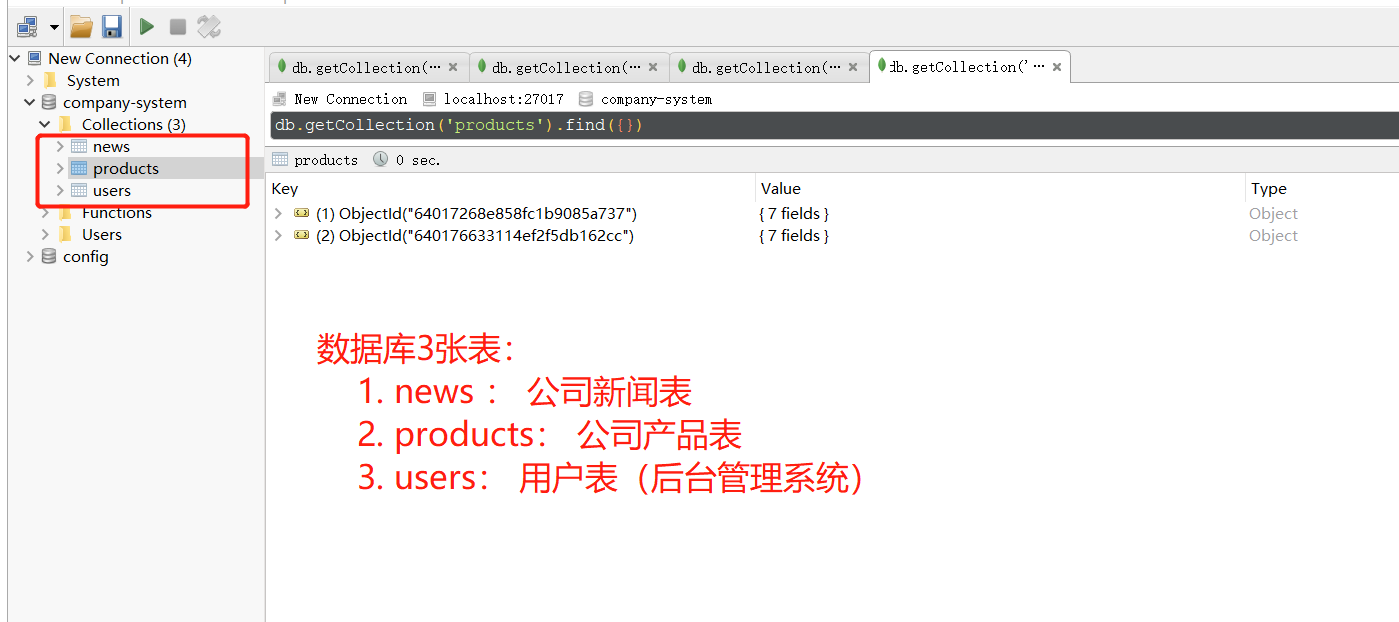 New Connection (4)
System
company-system
Collections (3)
news
products
users
Functions
Users
config
db.getCollection(… db.getCollection(… db.getCollection(… db.getCollection('…
New Connection localhost:27017 company-system
db.getCollection('products').find({})
products 0 sec.
Key Value Type
(1) ObjectId("64017268e858fc1b9085a737") { 7 fields } Object
(2) ObjectId("640176633114ef2f5db162cc") { 7 fields } Object
数据库3张表：
1. news ： 公司新闻表
2. products： 公司产品表
3. users： 用户表（后台管理系统）